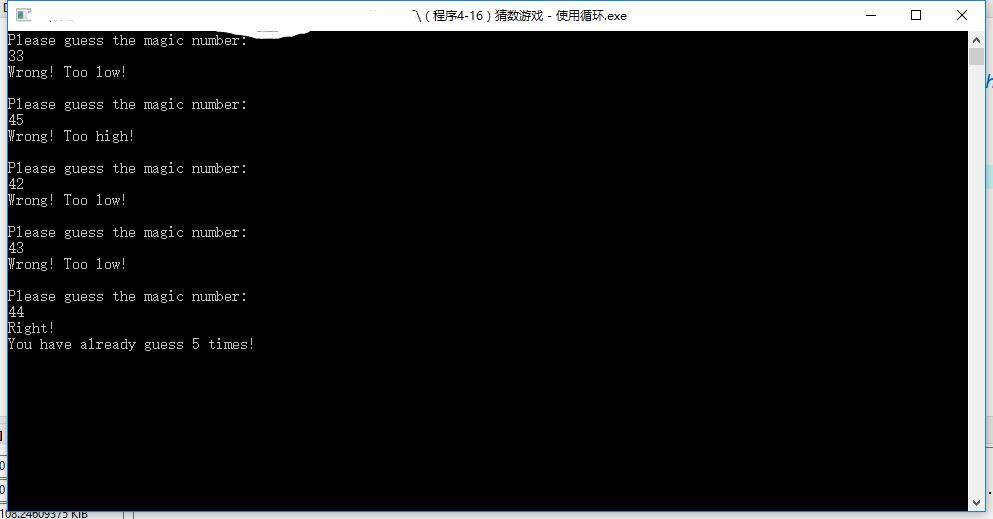 \（程序4-16）猜数游戏 - 使用循环.exe
Please guess the magic number:
33
Wrong! Too low!
Please guess the magic number:
45
Wrong! Too high!
Please guess the magic number:
42
Wrong! Too low!
Please guess the magic number:
43
Wrong! Too low!
Please guess the magic number:
44
Right!
You have already guess 5 times!
108.24609375 KiB